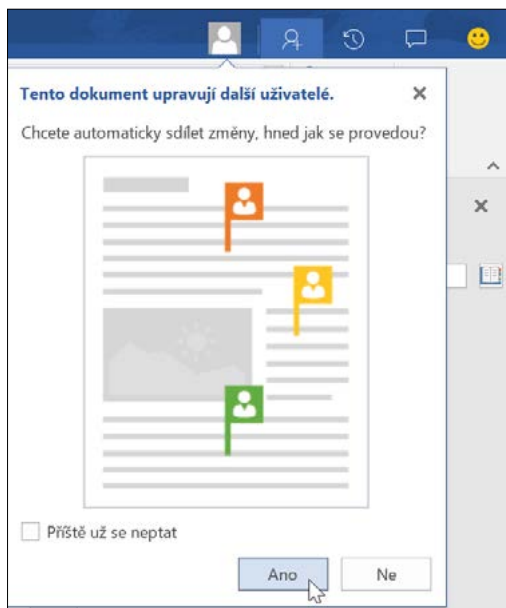 Tento dokument upravují další uživatelé.
Chcete automaticky sdílet změny, hned jak se provedou?
Příště už se neptat
Ano
Ne